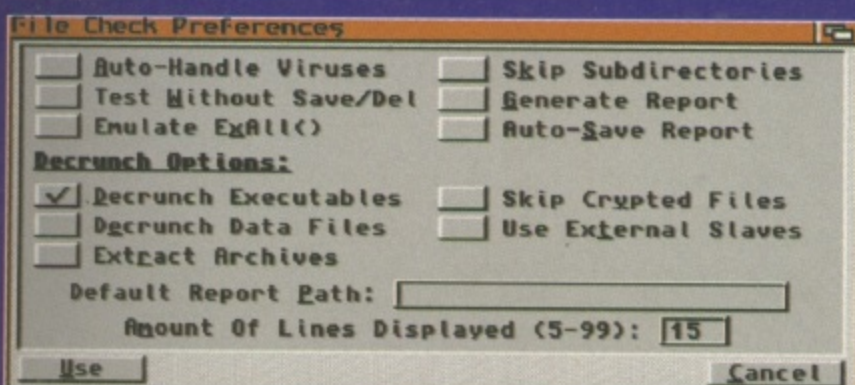 File Check Preferences
Auto-Handle Viruses
Skip Subdirectories
Test Without Save/Del
Generate Report
Emulate ExAll()
Auto-Save Report
Decrunch Options:
Decrunch Executables
Skip Crypted Files
Decrunch Data Files
Use External Slaves
Extract Archives
Default Report Path:
Amount Of Lines Displayed (5-99): 15
Use
Cancel